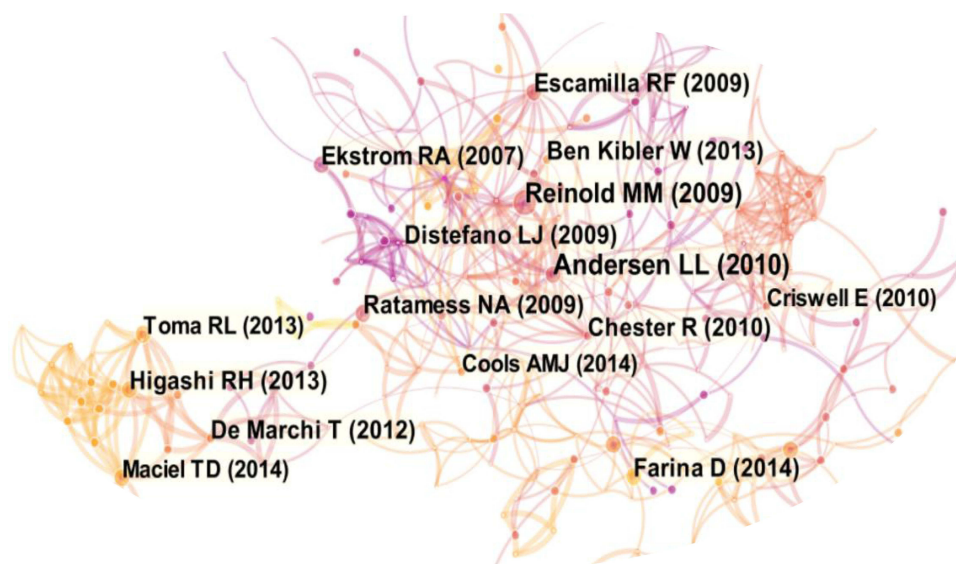 Escamilla RF (2009)
Ekstrom RA (2007)
Ben Kibler W (2013)
Reinold MM (2009)
Distefano LJ (2009)
Andersen LL (2010)
Criswell E (2010)
Ratamess NA (2009)
Toma RL (2013)
Chester R (2010)
Cools AMJ (2014)
Higashi RH (2013)
De Marchi T (2012)
Maciel TD (2014)
Farina D (2014)